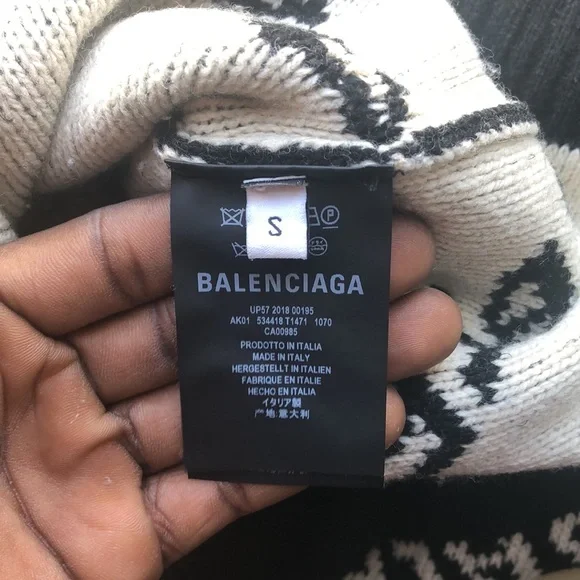 S
BALENCIAGA
UP57 2018 00195
AK01 534418 T1471 1070
CA00985
PRODOTTO IN ITALIA
MADE IN ITALY
HERGESTELLT IN ITALIEN
FABRIQUE EN ITALIE
HECHO EN ITALIA
イタリア製
产地:意大利